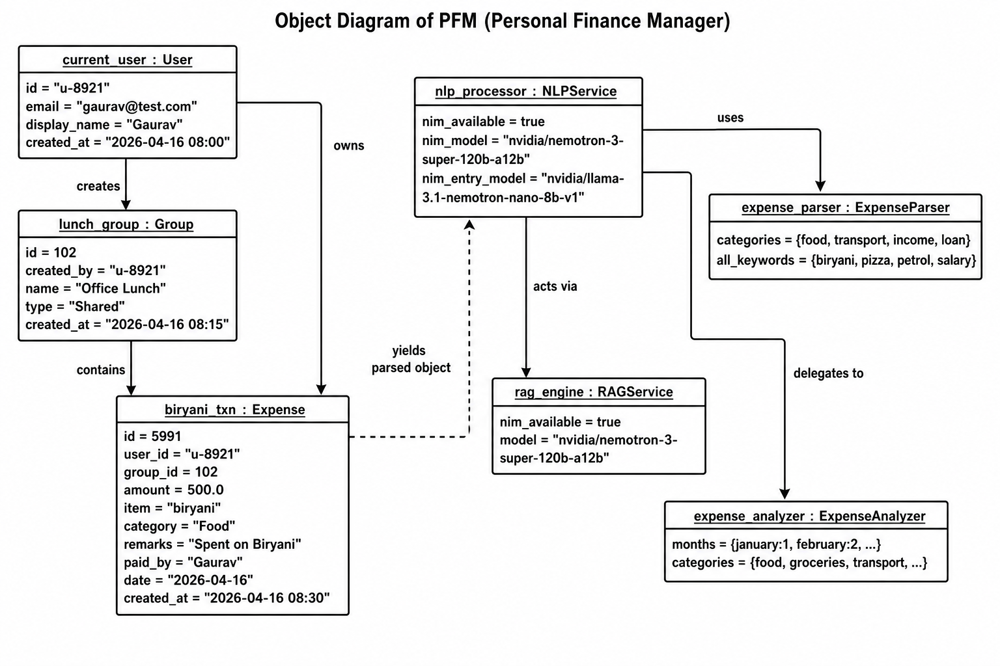 Object Diagram of PFM (Personal Finance Manager)
current_user : User
id = "u-8921"
email = "gaurav@test.com"
display_name = "Gaurav"
created_at = "2026-04-16 08:00"
owns
creates
lunch_group : Group
id = 102
created_by = "u-8921"
name = "Office Lunch"
type = "Shared"
created_at = "2026-04-16 08:15"
contains
biryani_txn : Expense
id = 5991
user_id = "u-8921"
group_id = 102
amount = 500.0
item = "biryani"
category = "Food"
remarks = "Spent on Biryani"
paid_by = "Gaurav"
date = "2026-04-16"
created_at = "2026-04-16 08:30"
yields
parsed object
nlp_processor : NLPService
nim_available = true
nim_model = "nvidia/nemotron-3-
super-120b-a12b"
nim_entry_model = "nvidia/llama-
3.1-nemotron-nano-8b-v1"
uses
expense_parser : ExpenseParser
categories = {food, transport, income, loan}
all_keywords = {biryani, pizza, petrol, salary}
acts via
rag_engine : RAGService
nim_available = true
model = "nvidia/nemotron-3-
super-120b-a12b"
delegates to
expense_analyzer : ExpenseAnalyzer
months = {january:1, february:2, ...}
categories = {food, groceries, transport, ...}